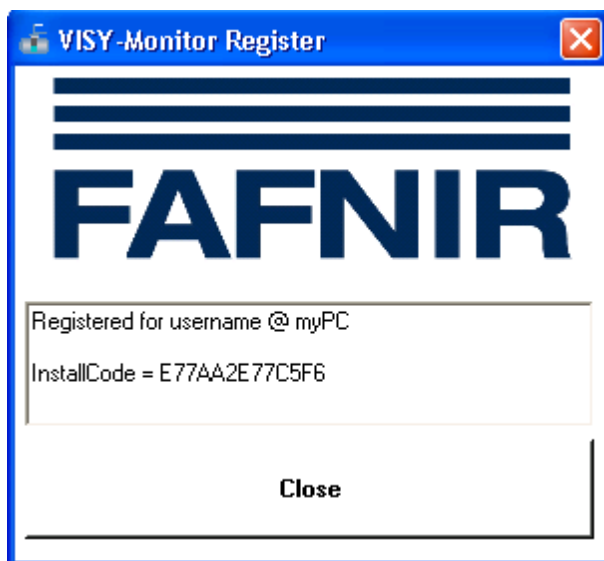 VISY-Monitor Register
FAFNIR
Registered for username @ myPC
InstallCode = E77AA2E77C5F6
Close